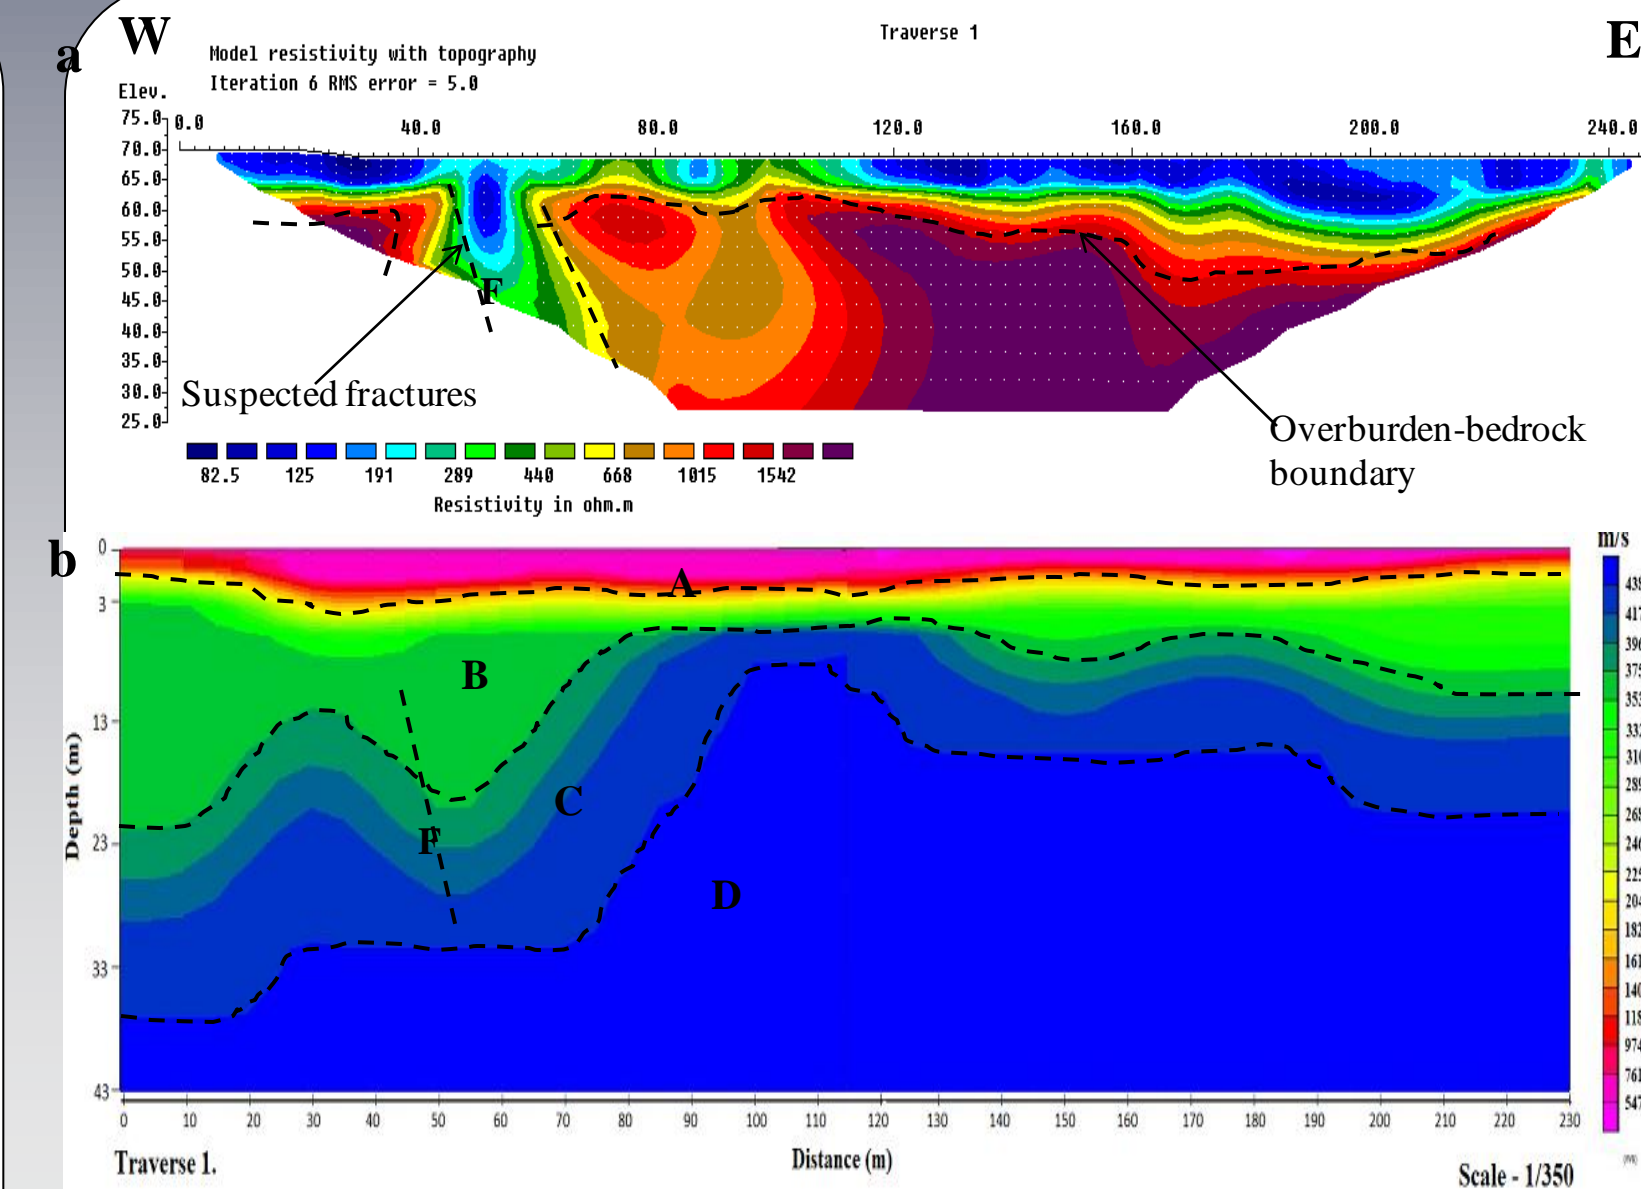 a
W
Traverse 1
E
Model resistivity with topography
Iteration 6 RMS error = 5.0
Elev.
0.0 40.0 80.0 120.0 160.0 200.0 240.0
75.0
70.0
65.0
60.0
55.0
50.0
45.0
40.0
35.0
30.0
25.0
F
Suspected fractures
Overburden-bedrock
boundary
82.5 125 191 289 440 668 1015 1542
Resistivity in ohm.m
b
m/s
0
3
13
23
33
43
Depth (m)
A
B
C
F
D
0 10 20 30 40 50 60 70 80 90 100 110 120 130 140 150 160 170 180 190 200 210 220 230
Distance (m)
Traverse 1.
Scale - 1/350
974
761
547